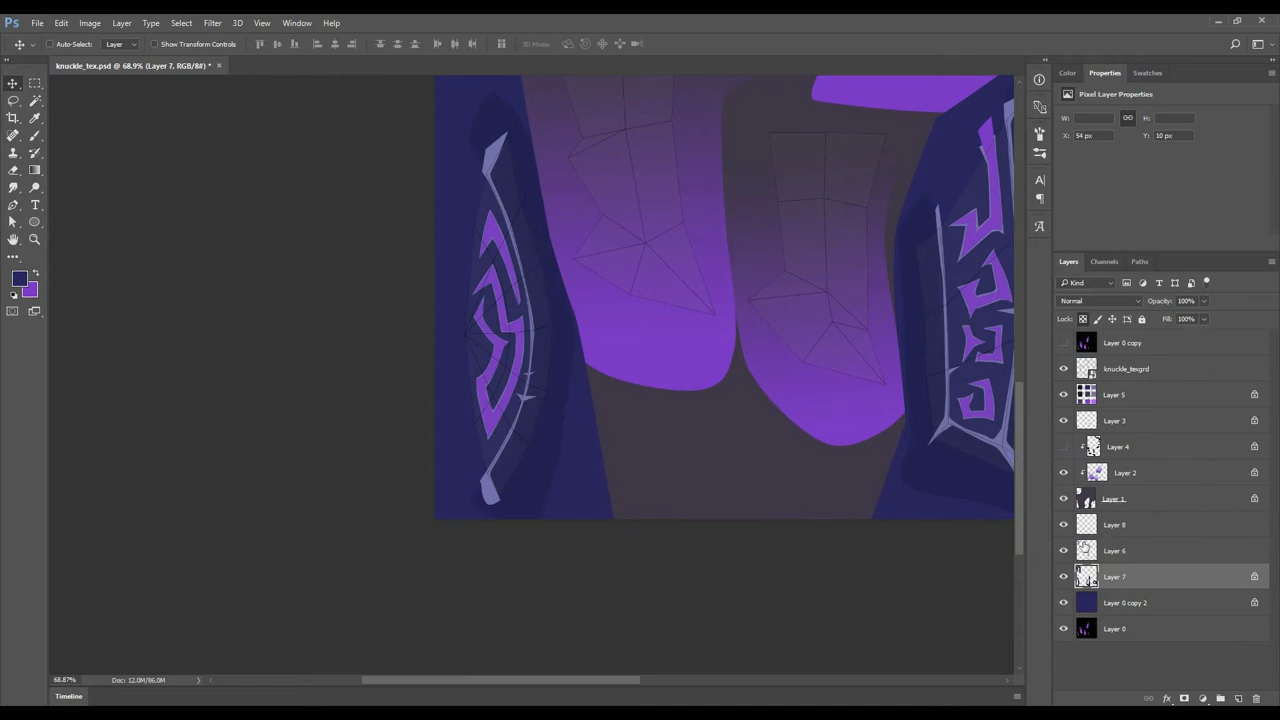 Ps File Edit Image Layer Type Select Filter 3D View Window Help
Auto-Select: Layer Show Transform Controls 3D Mode:
knuckle_tex.psd @ 68.9% (Layer 7, RGB/8#) * ×
Color Properties Swatches
Pixel Layer Properties
W: H:
X: 54 px Y: 10 px
Layers Channels Paths
Kind
Normal Opacity: 100%
Lock: Fill: 100%
Layer 0 copy
knuckle_texgrd
Layer 5
Layer 3
Layer 4
Layer 2
Layer 1
Layer 8
Layer 6
Layer 7
Layer 0 copy 2
Layer 0
68.87% Doc: 12.0M/86.0M
Timeline